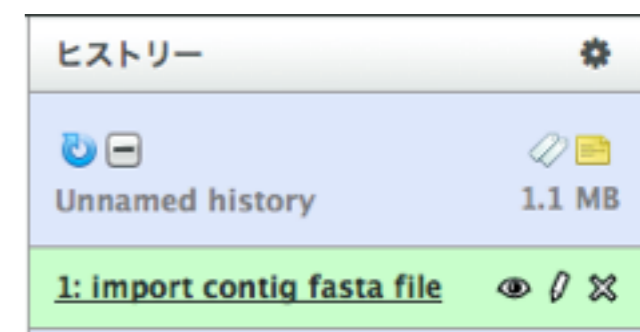 ヒストリー
Unnamed history 1.1 MB
1: import contig fasta file